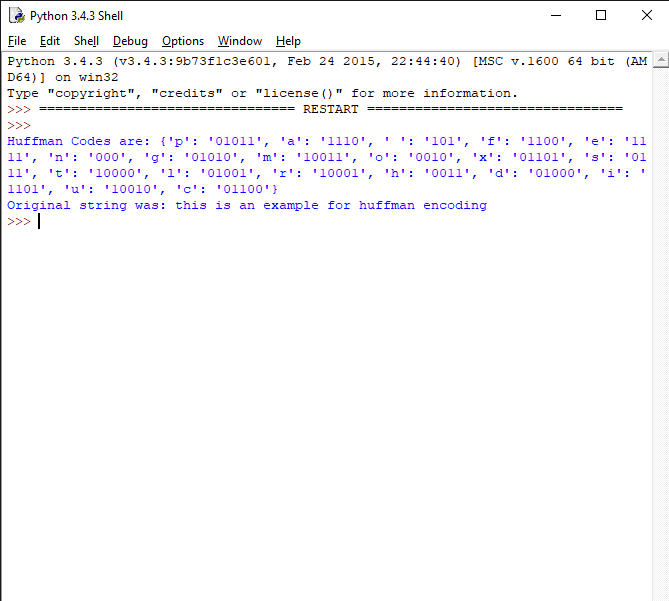 Python 3.4.3 Shell
File Edit Shell Debug Options Window Help
Python 3.4.3 (v3.4.3:9b73f1c3e601, Feb 24 2015, 22:44:40) [MSC v.1600 64 bit (AM
D64)] on win32
Type "copyright", "credits" or "license()" for more information.
>>> ================================ RESTART ================================
>>>
Huffman Codes are: {'p': '01011', 'a': '1110', ' ': '101', 'f': '1100', 'e': '11
11', 'n': '000', 'g': '01010', 'm': '10011', 'o': '0010', 'x': '01101', 's': '01
11', 't': '10000', 'l': '01001', 'r': '10001', 'h': '0011', 'd': '01000', 'i': '
1101', 'u': '10010', 'c': '01100'}
Original string was: this is an example for huffman encoding
>>>